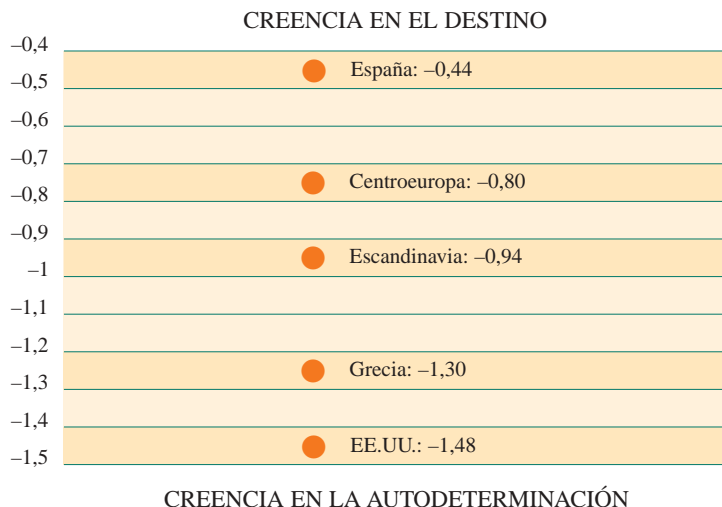 CREENCIA EN EL DESTINO
–0,4
España: –0,44
–0,5
–0,6
–0,7
Centroeuropa: –0,80
–0,8
–0,9
Escandinavia: –0,94
–1
–1,1
–1,2
Grecia: –1,30
–1,3
–1,4
EE.UU.: –1,48
–1,5
CREENCIA EN LA AUTODETERMINACIÓN